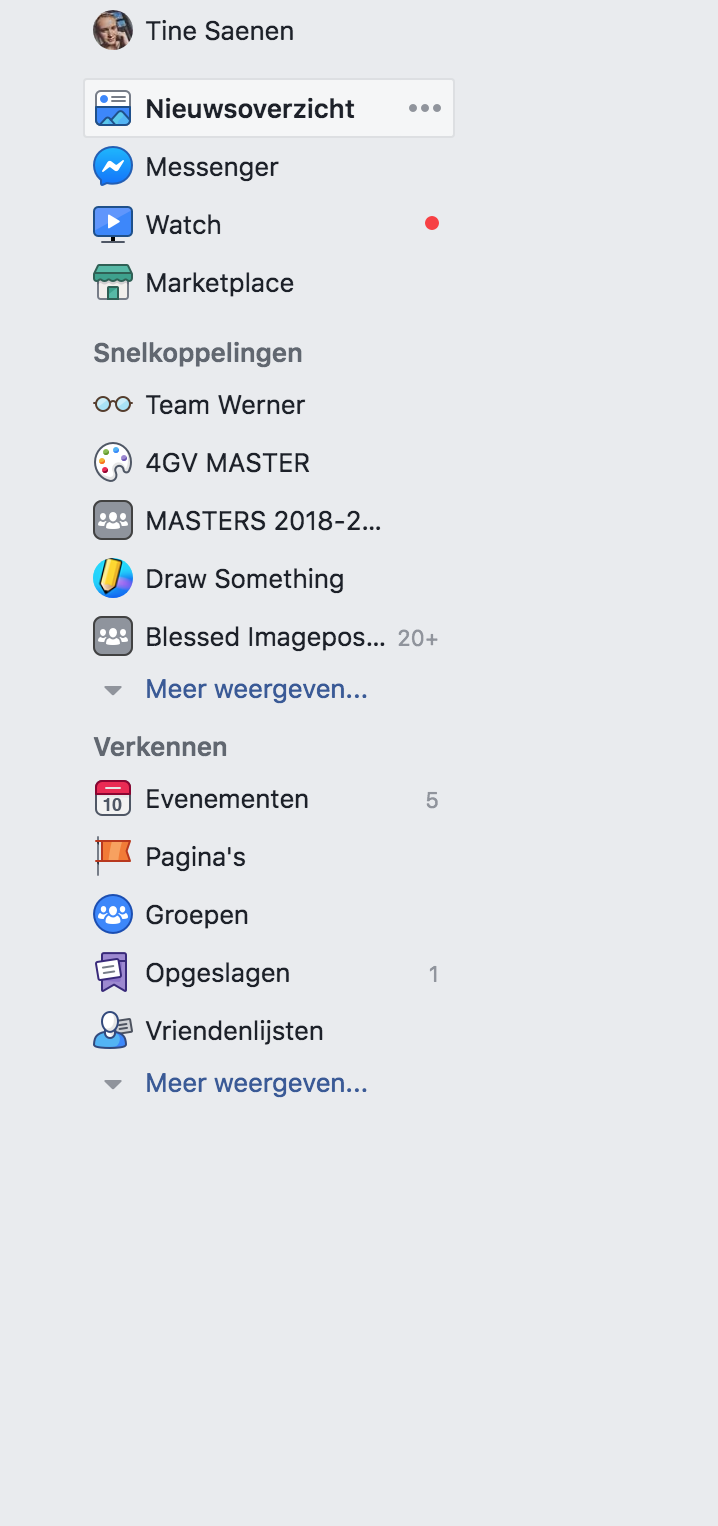 Tine Saenen
Nieuwsoverzicht
Messenger
Watch
Marketplace
Snelkoppelingen
Team Werner
4GV MASTER
MASTERS 2018-2...
Draw Something
Blessed Imagepos... 20+
Meer weergeven...
Verkennen
10 Evenementen 5
Pagina's
Groepen
Opgeslagen 1
Vriendenlijsten
Meer weergeven...